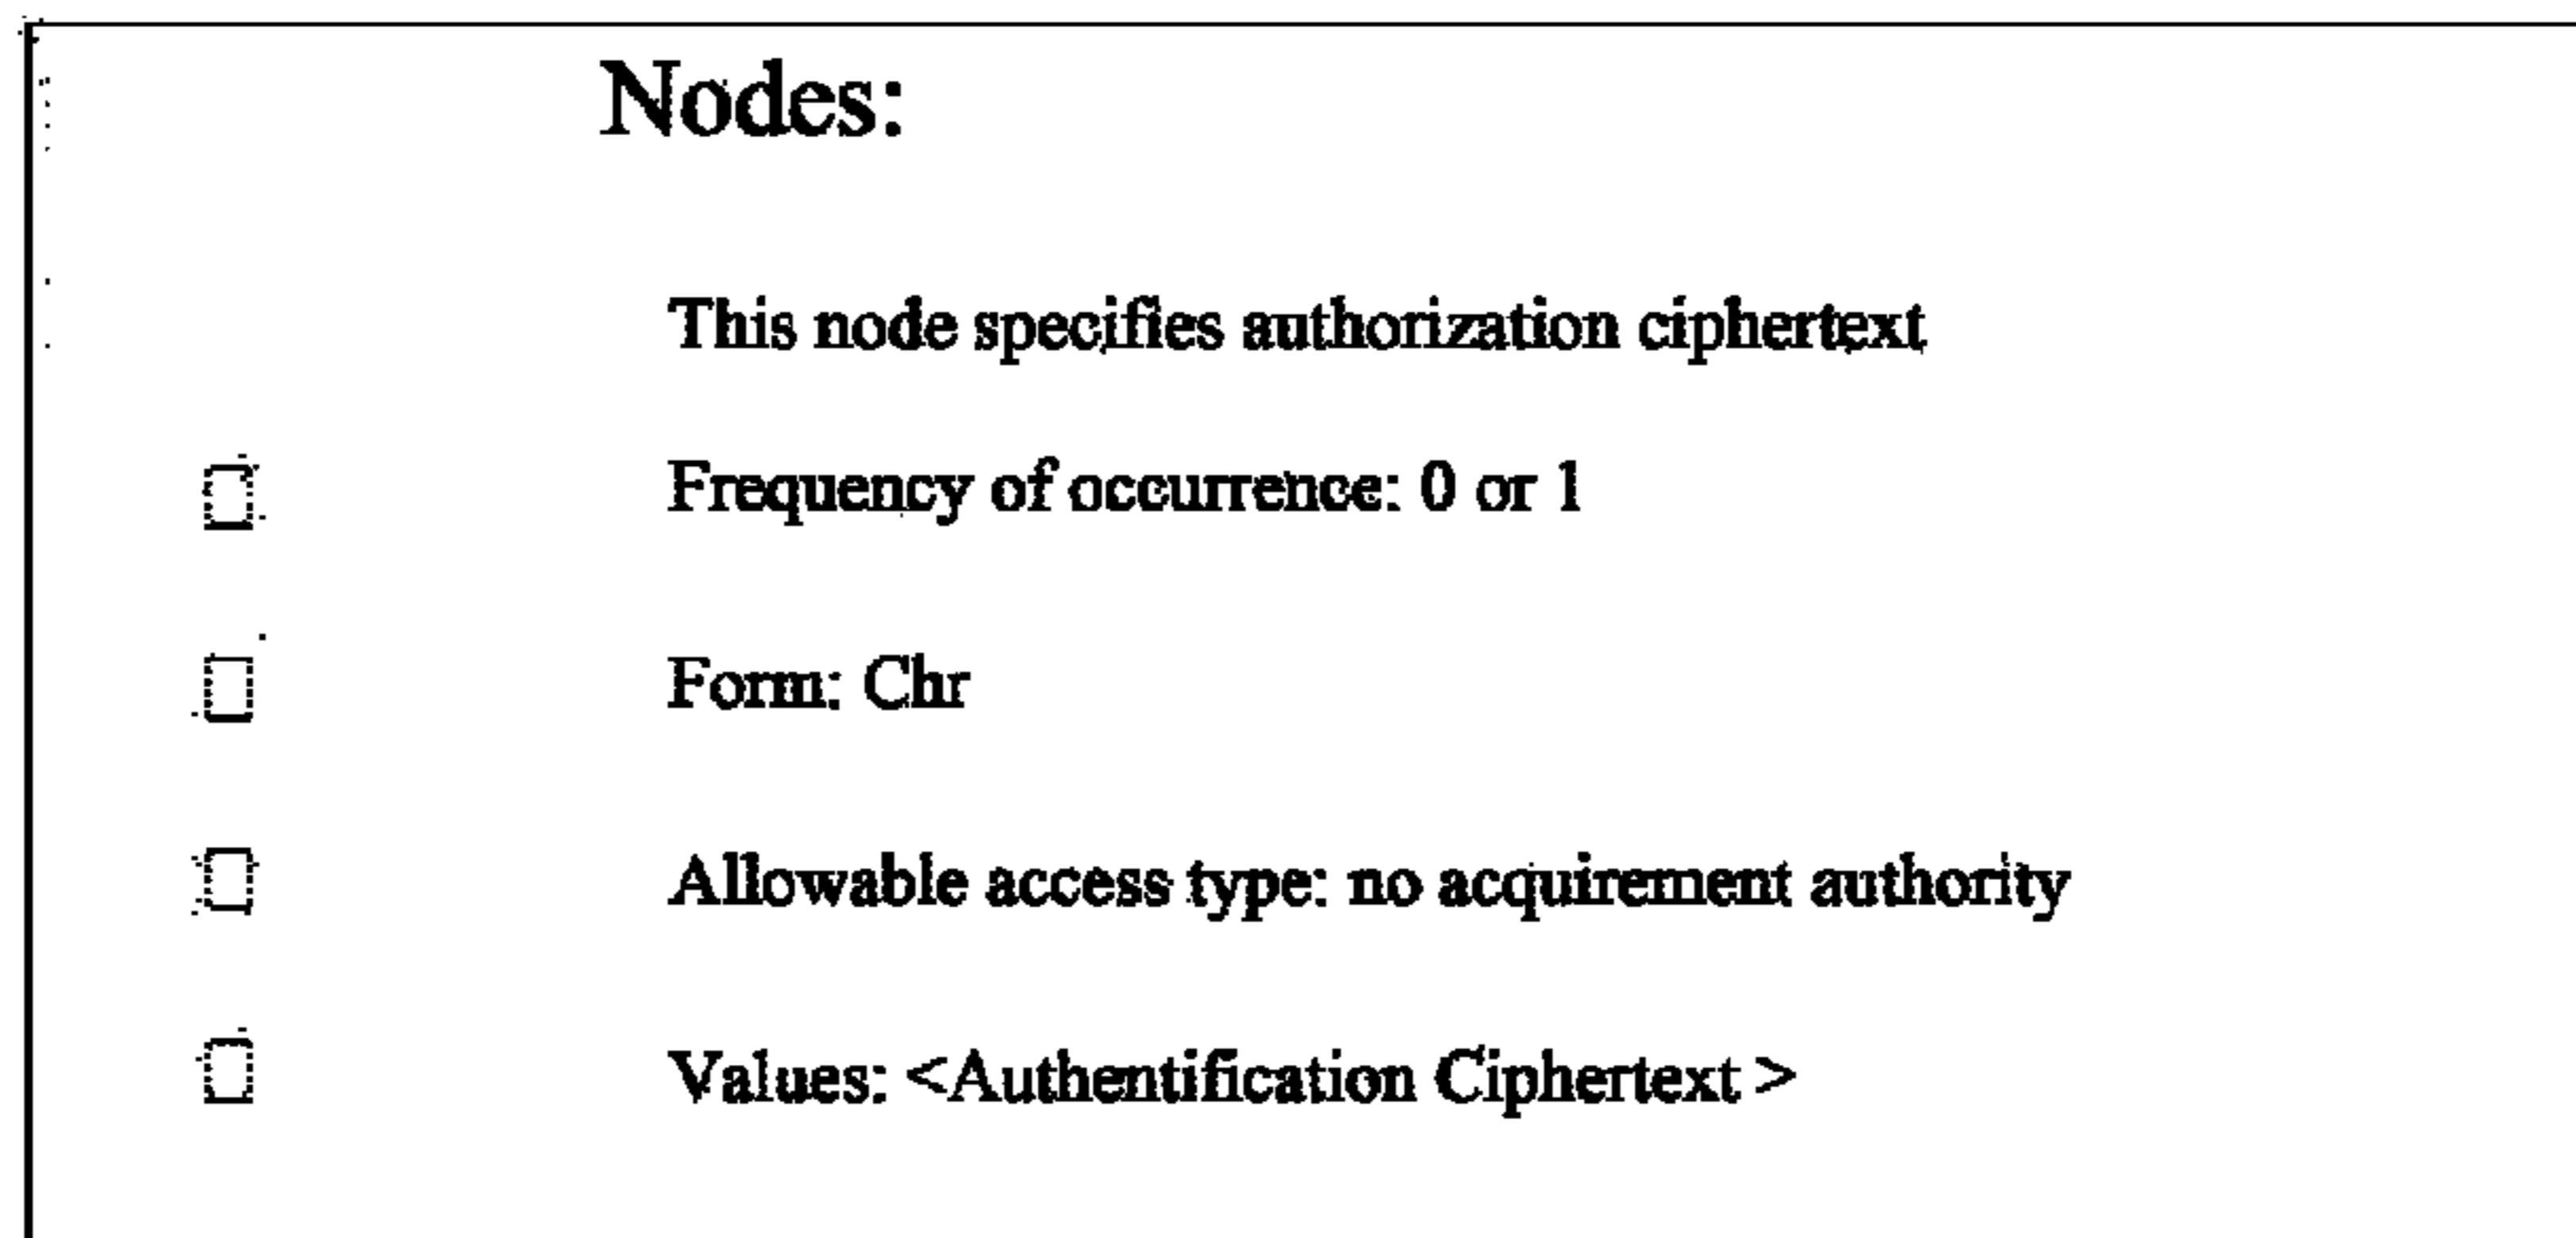 Nodes:
This node specifies authorization ciphertext
Frequency of occurrence: 0 or 1
Form: Chr
Allowable access type: no acquirement authority
Values: <Authentification Ciphertext >